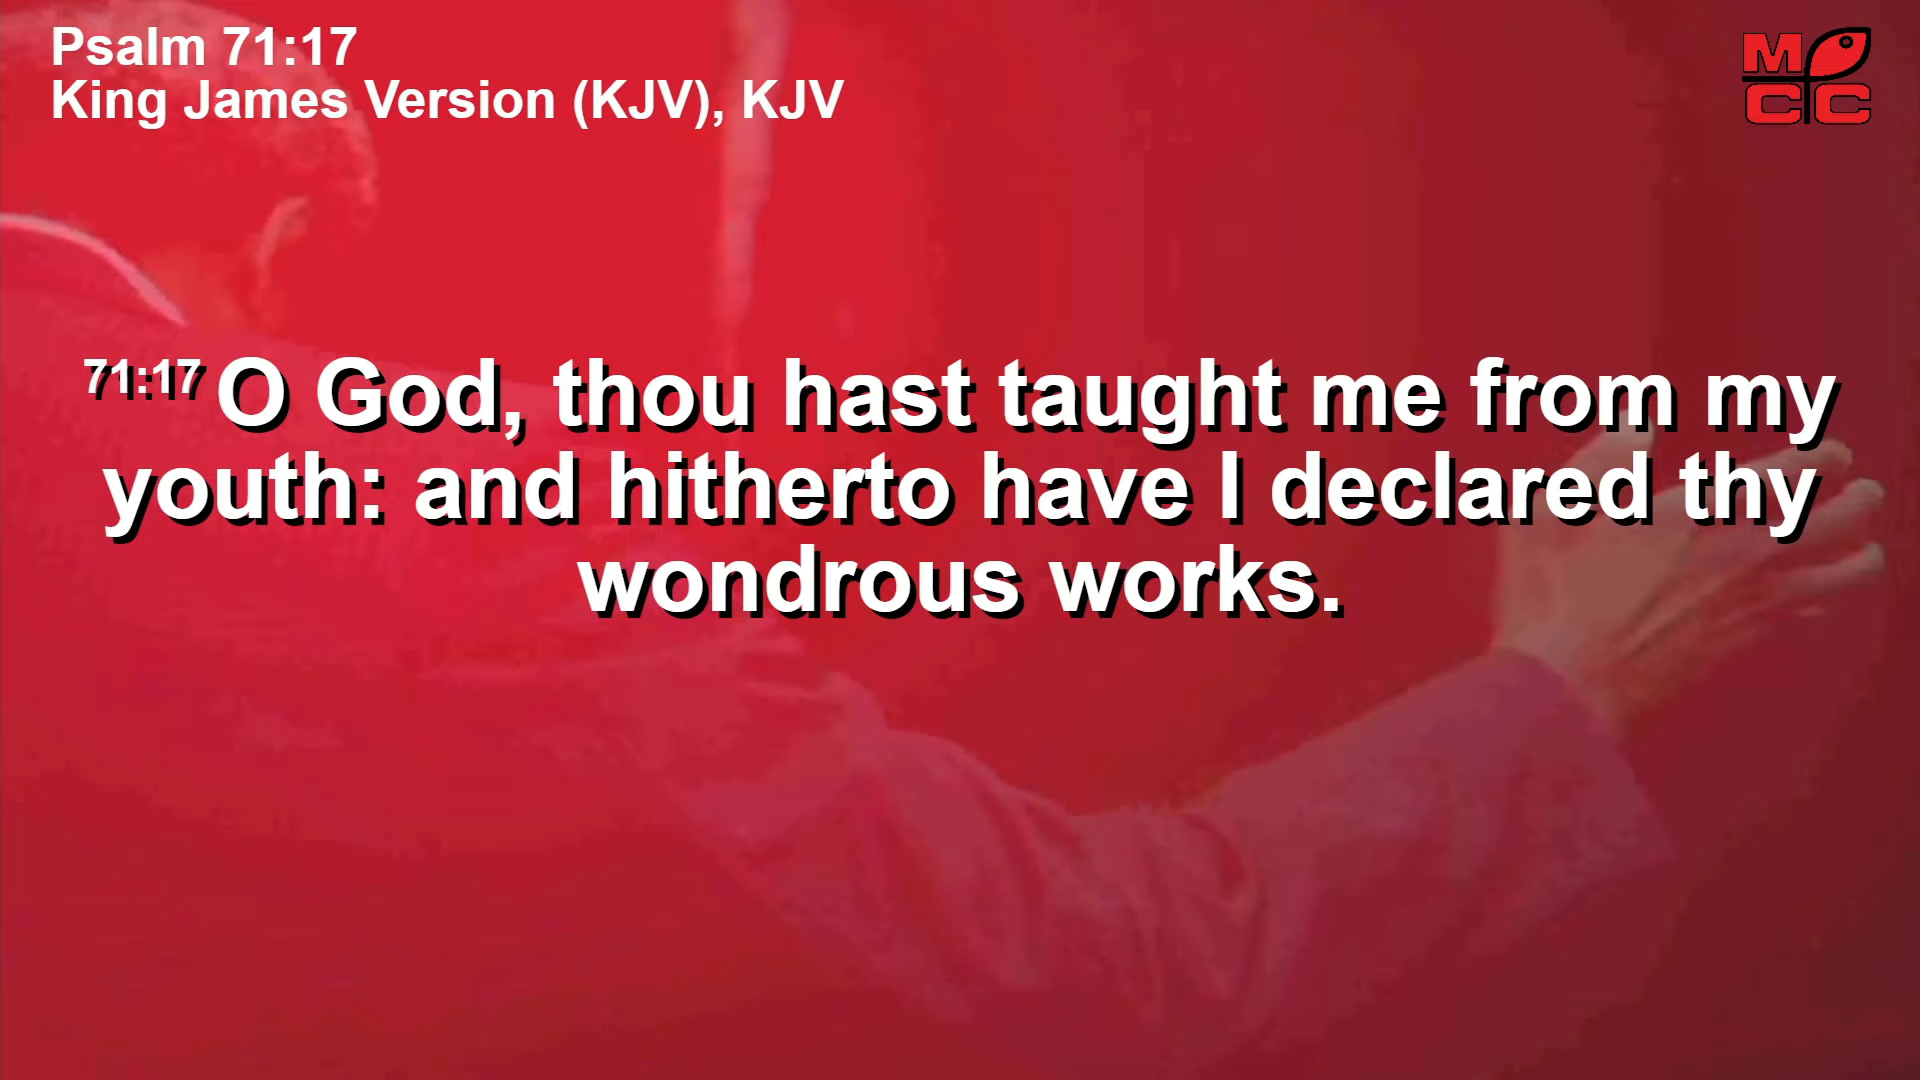 Psalm 71:17
King James Version (KJV), KJV
M
CC
71:17 O God, thou hast taught me from my
youth: and hitherto have I declared thy
wondrous works.